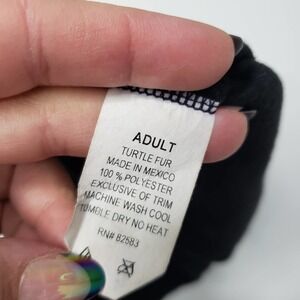 ADULT
TURTLE FUR
MADE IN MEXICO
100% POLYESTER
EXCLUSIVE OF TRIM
MACHINE WASH COOL
TUMBLE DRY NO HEAT
RN# 82583